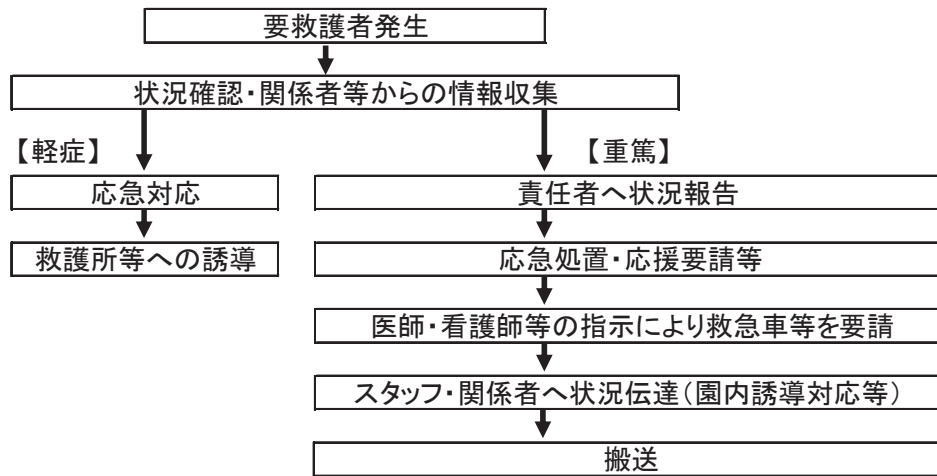 要救護者発生
状況確認・関係者等からの情報収集
【軽症】
【重篤】
応急対応
責任者へ状況報告
救護所等への誘導
応急処置・応援要請等
医師・看護師等の指示により救急車等を要請
スタッフ・関係者へ状況伝達(園内誘導対応等)
搬送